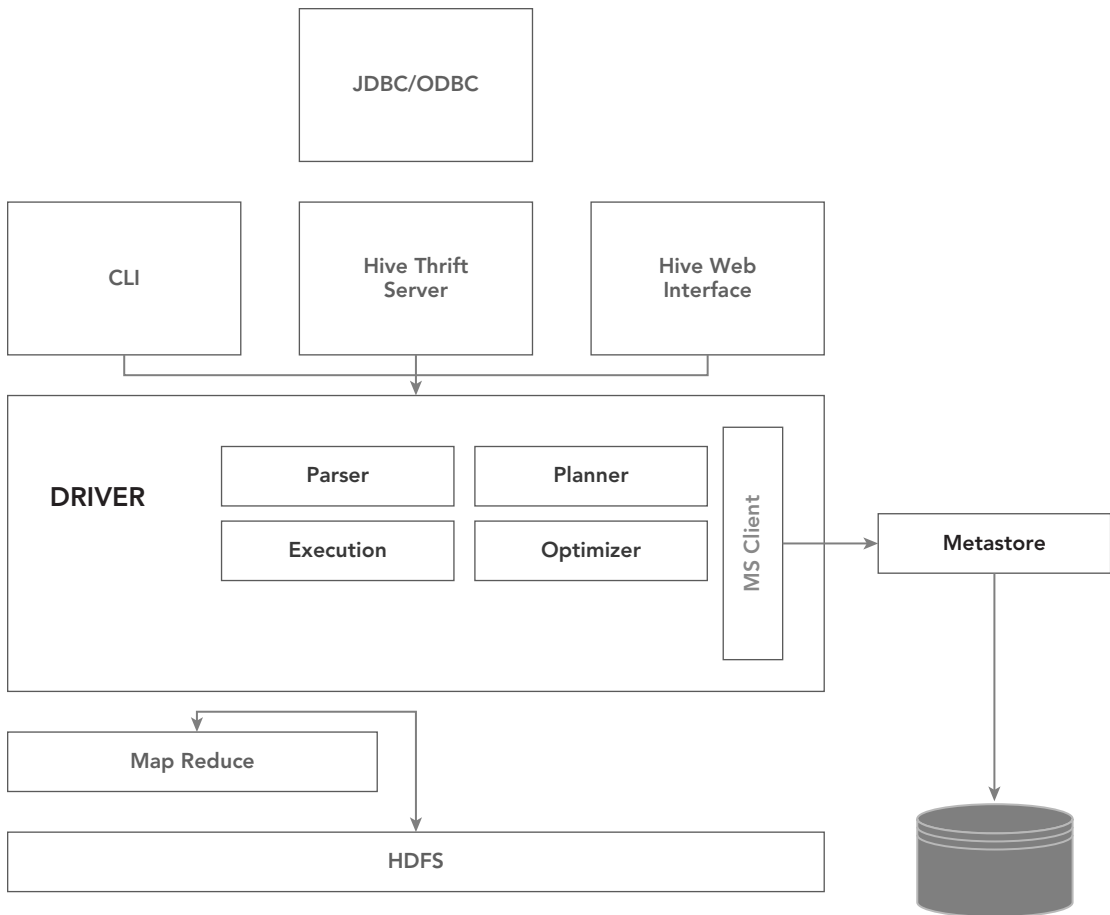 JDBC/ODBC
CLI
Hive Thrift
Server
Hive Web
Interface
DRIVER
Parser
Planner
Execution
Optimizer
MS Client
Metastore
Map Reduce
HDFS